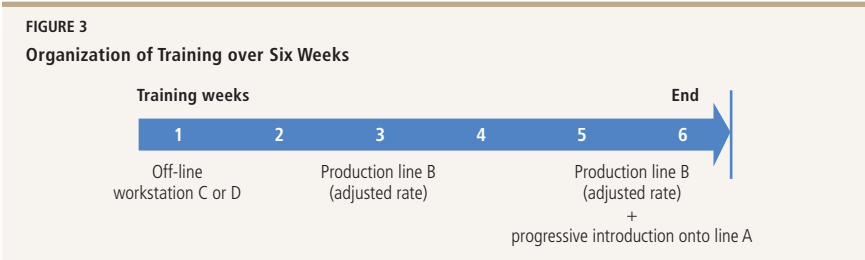 FIGURE 3
Organization of Training over Six Weeks
Training weeks End
1 2 3 4 5 6
Off-line Production line B Production line B
workstation C or D (adjusted rate) (adjusted rate)
+
progressive introduction onto line A